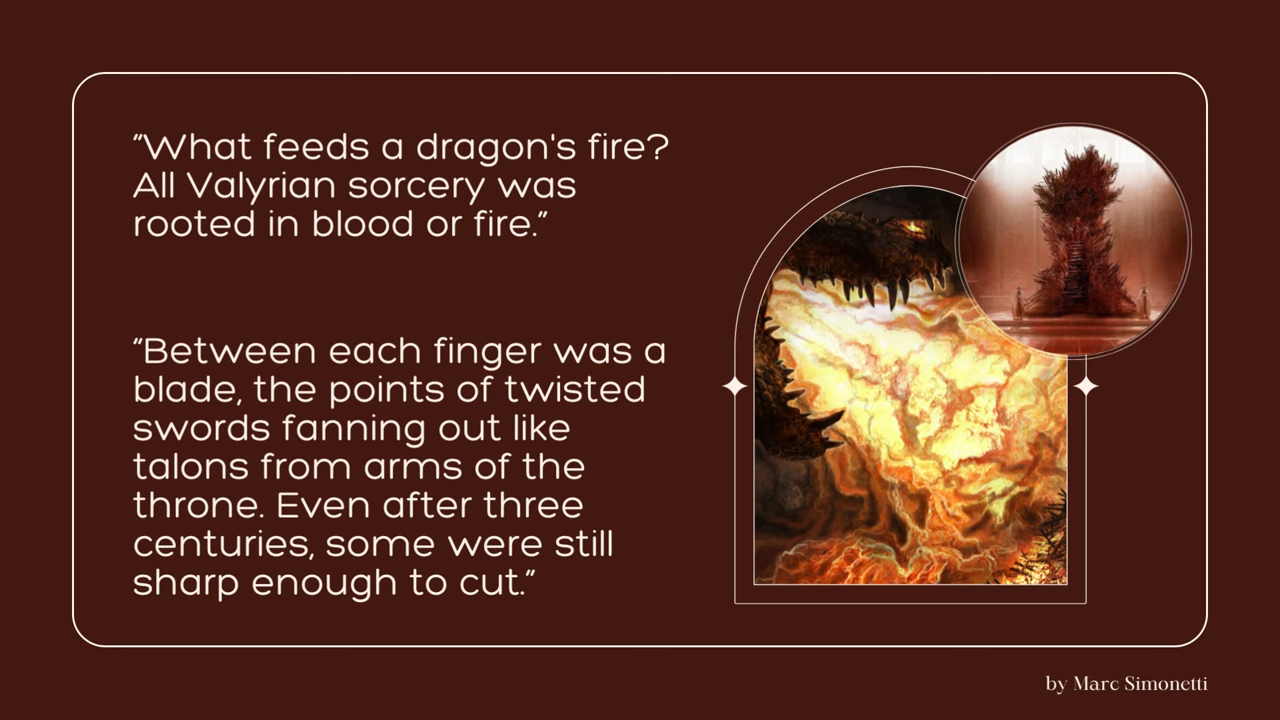 “What feeds a dragon's fire?
All Valyrian sorcery was
rooted in blood or fire.”
“Between each finger was a
blade, the points of twisted
swords fanning out like
talons from arms of the
throne. Even after three
centuries, some were still
sharp enough to cut.”
by Marc Simonetti